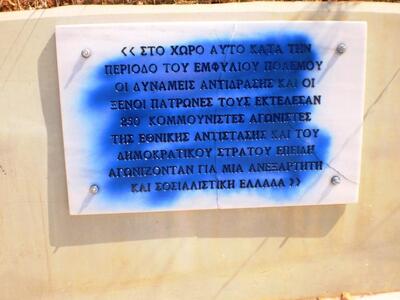 << ΣΤΟ ΧΩΡΟ ΑΥΤΟ ΚΑΤΑ ΤΗΝ
ΠΕΡΙΟΔΟ ΤΟΥ ΕΜΦΥΛΙΟΥ ΠΟΛΕΜΟΥ
ΟΙ ΔΥΝΑΜΕΙΣ ΑΝΤΙΔΡΑΣΗΣ ΚΑΙ ΟΙ
ΞΕΝΟΙ ΠΑΤΡΩΝΕΣ ΤΟΥΣ ΕΚΤΕΛΕΣΑΝ
250 ΚΟΜΜΟΥΝΙΣΤΕΣ ΑΓΩΝΙΣΤΕΣ
ΤΗΣ ΕΘΝΙΚΗΣ ΑΝΤΙΣΤΑΣΗΣ ΚΑΙ ΤΟΥ
ΔΗΜΟΚΡΑΤΙΚΟΥ ΣΤΡΑΤΟΥ ΕΠΕΙΔΗ
ΑΓΩΝΙΖΟΝΤΑΝ ΓΙΑ ΜΙΑ ΑΝΕΞΑΡΤΗΤΗ
ΚΑΙ ΣΟΣΙΑΛΙΣΤΙΚΗ ΕΛΛΑΔΑ >>